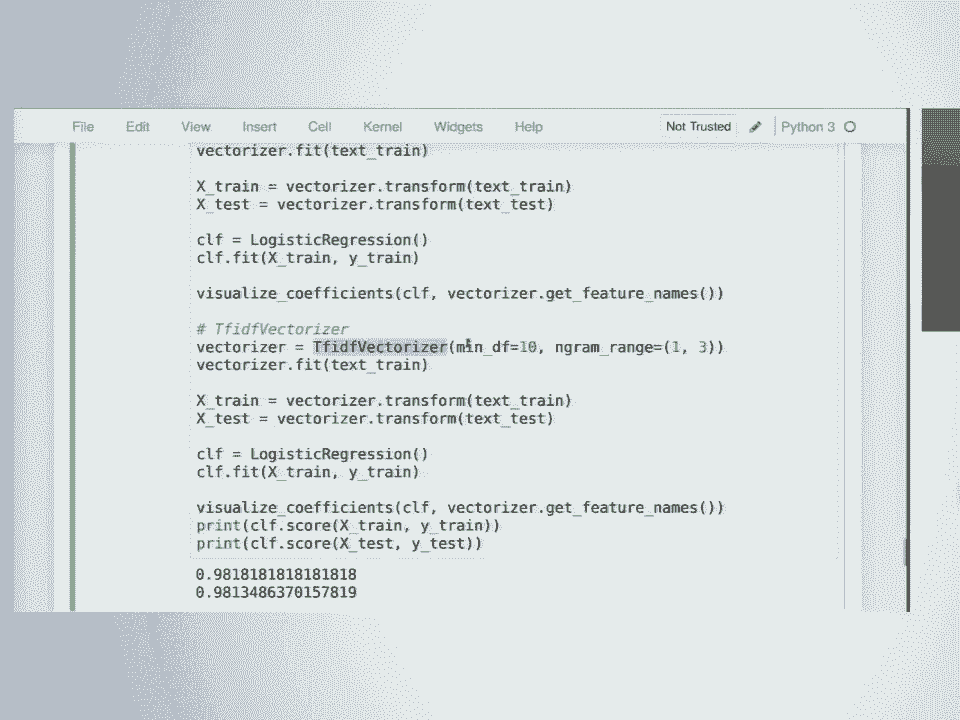 File Edit View Insert Cell Kernel Widgets Help Not Trusted Python 3
vectorizer.fit(text_train)
X_train = vectorizer.transform(text_train)
X_test = vectorizer.transform(text_test)
clf = LogisticRegression()
clf.fit(X_train, y_train)
visualize_coefficients(clf, vectorizer.get_feature_names())
# TfidfVectorizer
vectorizer = TfidfVectorizer(min_df=10, ngram_range=(1, 3))
vectorizer.fit(text_train)
X_train = vectorizer.transform(text_train)
X_test = vectorizer.transform(text_test)
clf = LogisticRegression()
clf.fit(X_train, y_train)
visualize_coefficients(clf, vectorizer.get_feature_names())
print(clf.score(X_train, y_train))
print(clf.score(X_test, y_test))
0.9818181818181818
0.9813486370157819